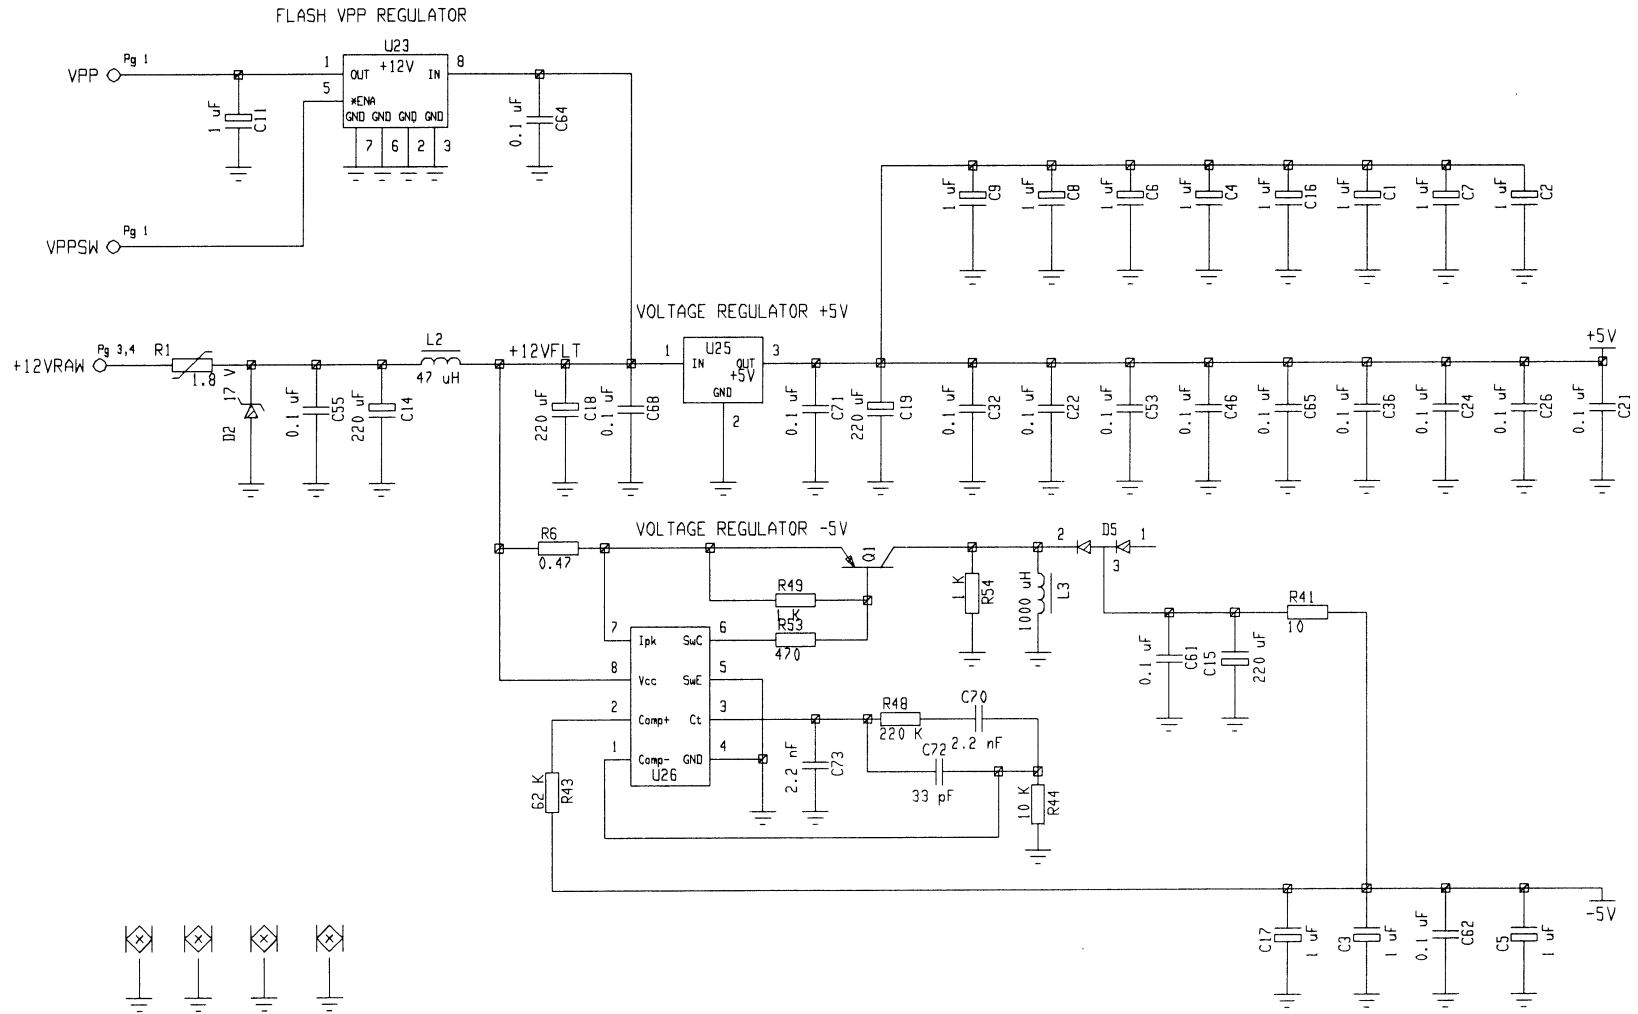 FLASH VPP REGULATOR
U23
VPP
Pg 1
1
OUT
+12V
IN
8
5
*ENA
GND GND GND GND
7 6 2 3
1 uF
C11
0.1 uF
C64
VPPSW
Pg 1
1 uF
C9
1 uF
C8
1 uF
C6
1 uF
C4
1 uF
C16
1 uF
C1
1 uF
C7
1 uF
C2
VOLTAGE REGULATOR +5V
+12VRAW
Pg 3,4
R1
1.8
17 V
D2
0.1 uF
C55
220 uF
C14
L2
47 uH
+12VFLT
220 uF
C18
0.1 uF
C68
1
U25
IN
OUT
+5V
GND
3
2
0.1 uF
C71
220 uF
C19
0.1 uF
C32
0.1 uF
C22
0.1 uF
C53
0.1 uF
C46
0.1 uF
C65
0.1 uF
C36
0.1 uF
C24
0.1 uF
C26
0.1 uF
C21
+5V
VOLTAGE REGULATOR -5V
R6
0.47
Q1
R49
1 K
R53
470
1 K
R54
1000 uH
L3
2
D5
1
3
R41
10
0.1 uF
C61
C15
220 uF
7
Ipk
SwC
6
8
Vcc
SwE
5
2
Comp+
Ct
3
1
Comp-
GND
4
U26
62 K
R43
2.2 nF
C73
R48
220 K
C70
2.2 nF
C72
33 pF
10 K
R44
-5V
C17
1 uF
C3
1 uF
0.1 uF
C62
C5
1 uF